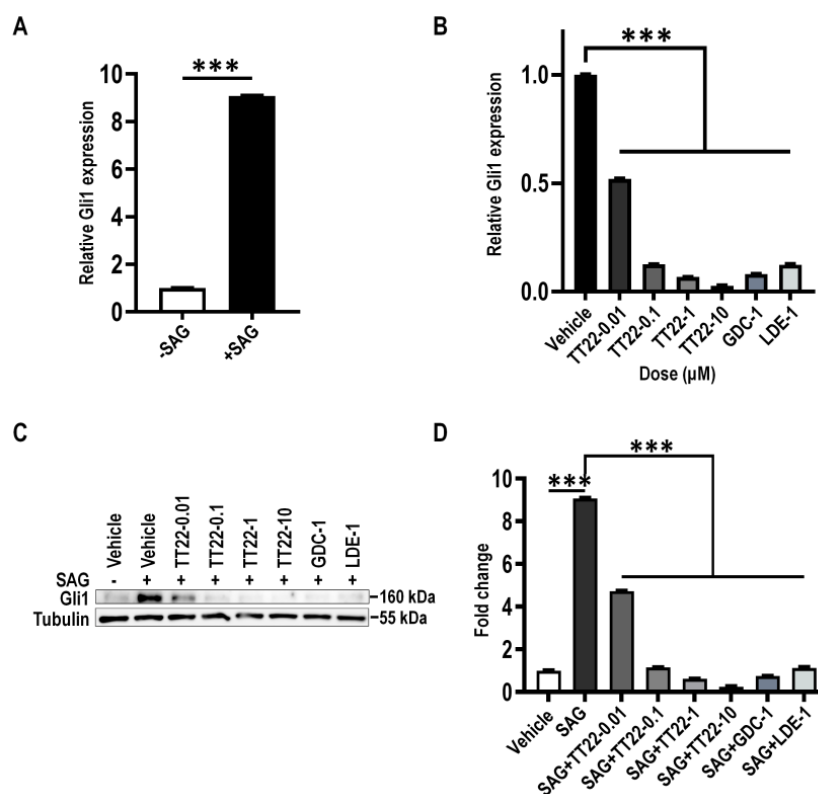 A
Relative Gli1 expression
10
8
6
4
2
0
***
-SAG
+SAG
B
Relative Gli1 expression
1.0
0.5
0.0
***
Vehicle
TT22-0.01
TT22-0.1
TT22-1
TT22-10
GDC-1
LDE-1
Dose (µM)
C
Vehicle
Vehicle
TT22-0.01
TT22-0.1
TT22-1
TT22-10
GDC-1
LDE-1
SAG - + + + + + + +
Gli1 160 kDa
Tubulin 55 kDa
D
Fold change
10
8
6
4
2
0
***
***
Vehicle
SAG
SAG+TT22-0.01
SAG+TT22-0.1
SAG+TT22-1
SAG+TT22-10
SAG+GDC-1
SAG+LDE-1